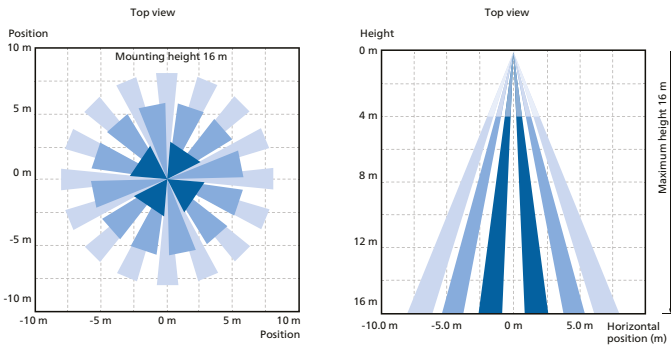 Top view
Position
10 m
Mounting height 16 m
5 m
0 m
-5 m
-10 m
-10 m
-5 m
0 m
5 m
10 m
Position
Top view
Height
0 m
4 m
8 m
12 m
16 m
-10.0 m
-5.0 m
0 m
5.0 m
Horizontal
position (m)
Maximum height 16 m